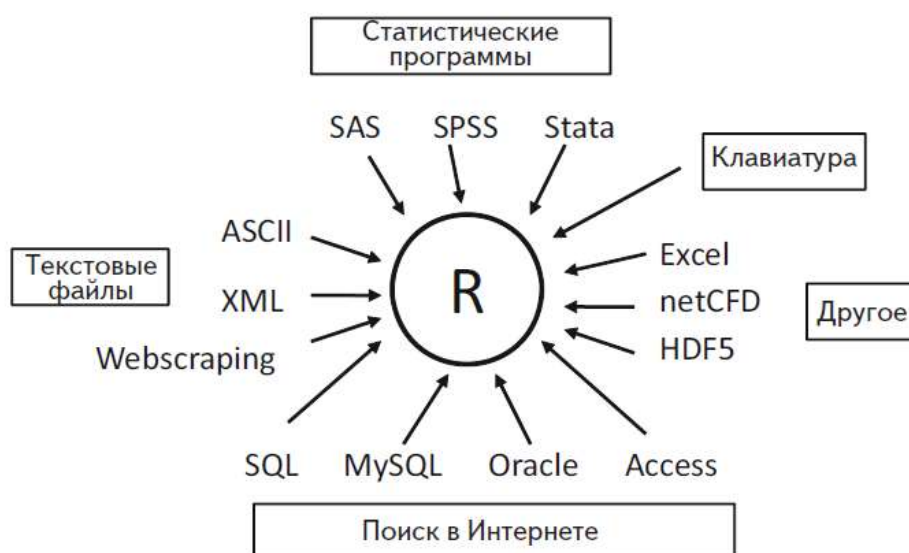 Статистические
программы
SAS SPSS Stata
Клавиатура
ASCII
Текстовые
файлы
XML
Webscraping
R
Excel
netCFD
HDF5
Другое
SQL MySQL Oracle Access
Поиск в Интернете